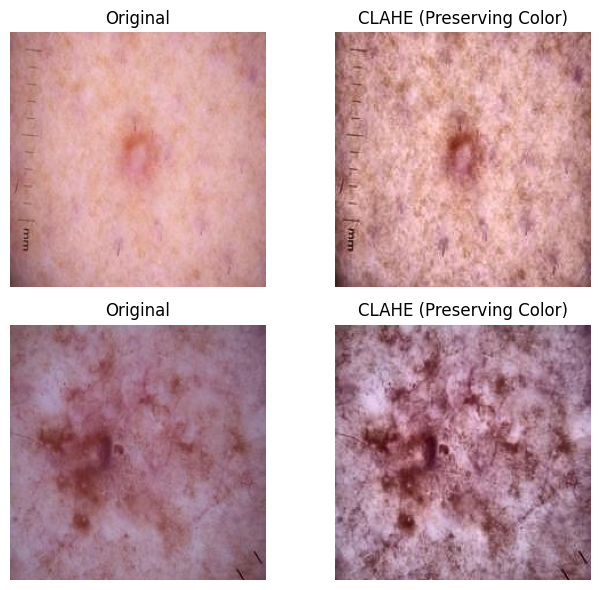 Original
CLAHE (Preserving Color)
mm
mm
Original
CLAHE (Preserving Color)